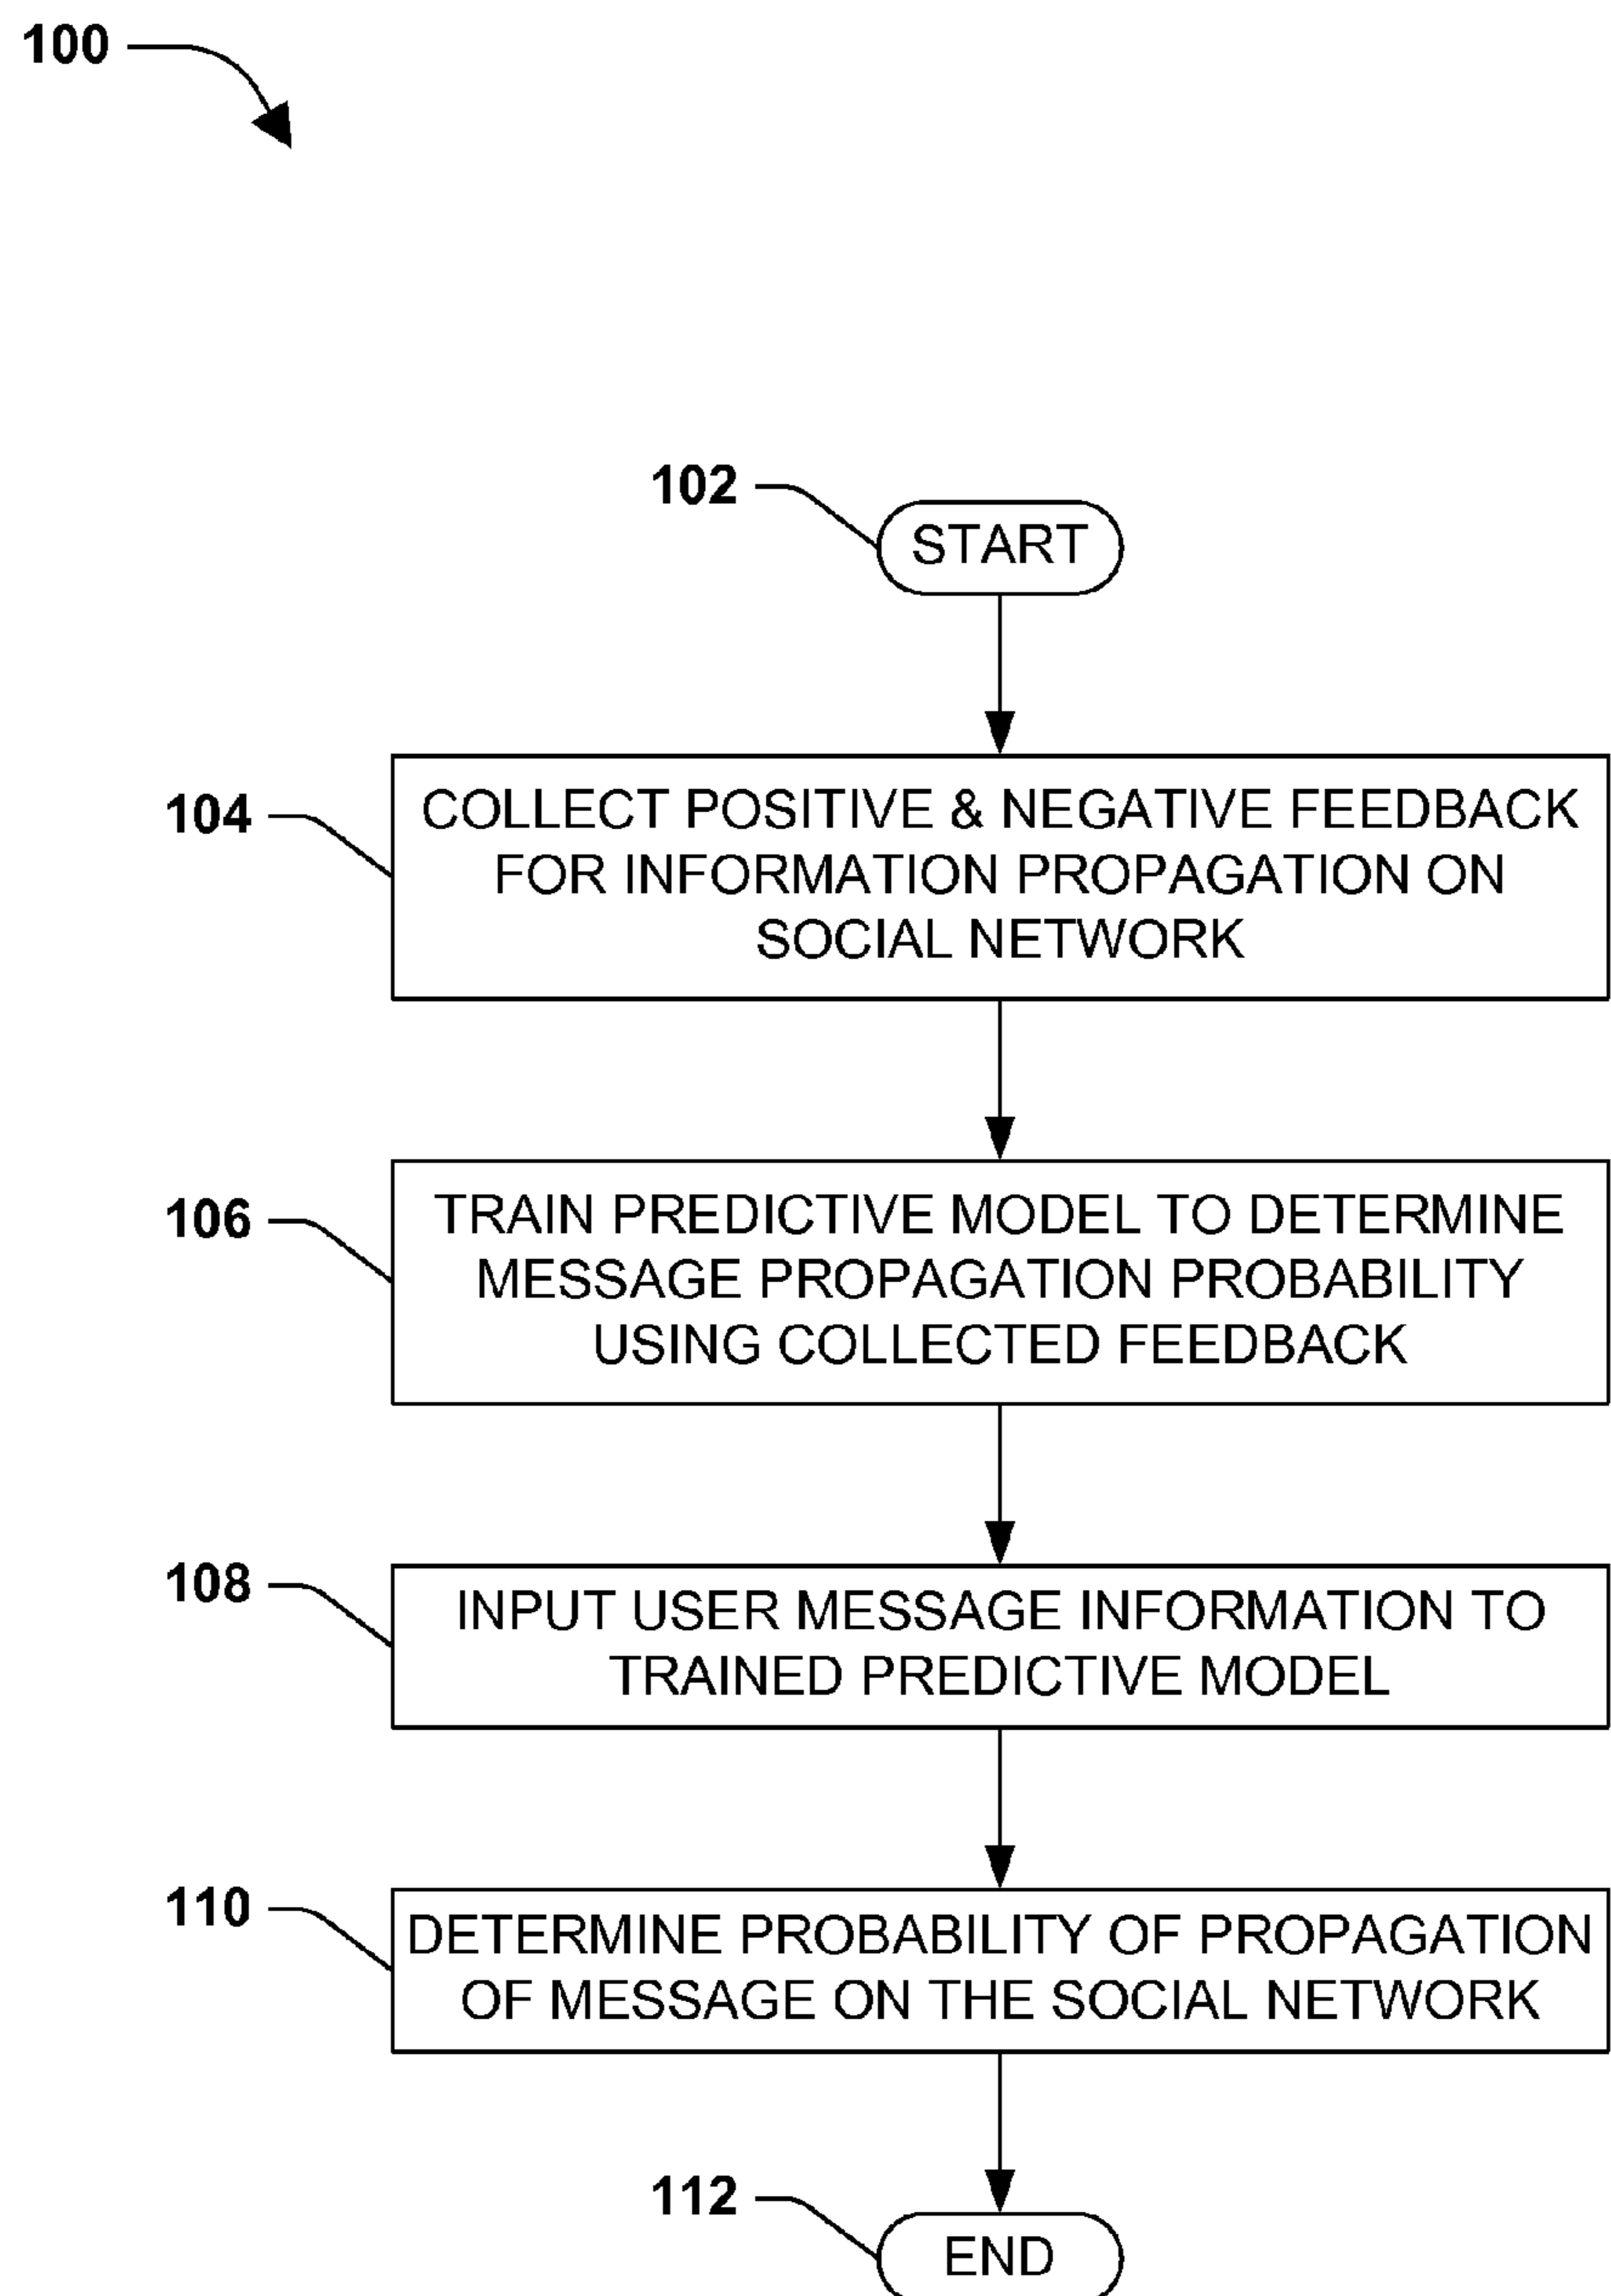 100
102
START
104
COLLECT POSITIVE & NEGATIVE FEEDBACK
FOR INFORMATION PROPAGATION ON
SOCIAL NETWORK
106
TRAIN PREDICTIVE MODEL TO DETERMINE
MESSAGE PROPAGATION PROBABILITY
USING COLLECTED FEEDBACK
108
INPUT USER MESSAGE INFORMATION TO
TRAINED PREDICTIVE MODEL
110
DETERMINE PROBABILITY OF PROPAGATION
OF MESSAGE ON THE SOCIAL NETWORK
112
END